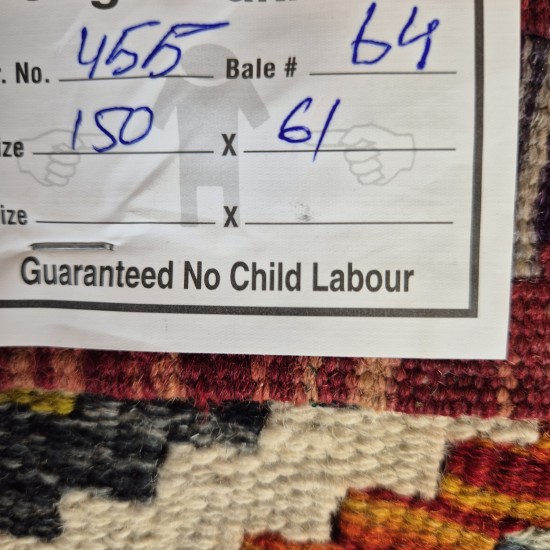 . No. 455 Bale # 64
ize 150 X 61
ize X
Guaranteed No Child Labour